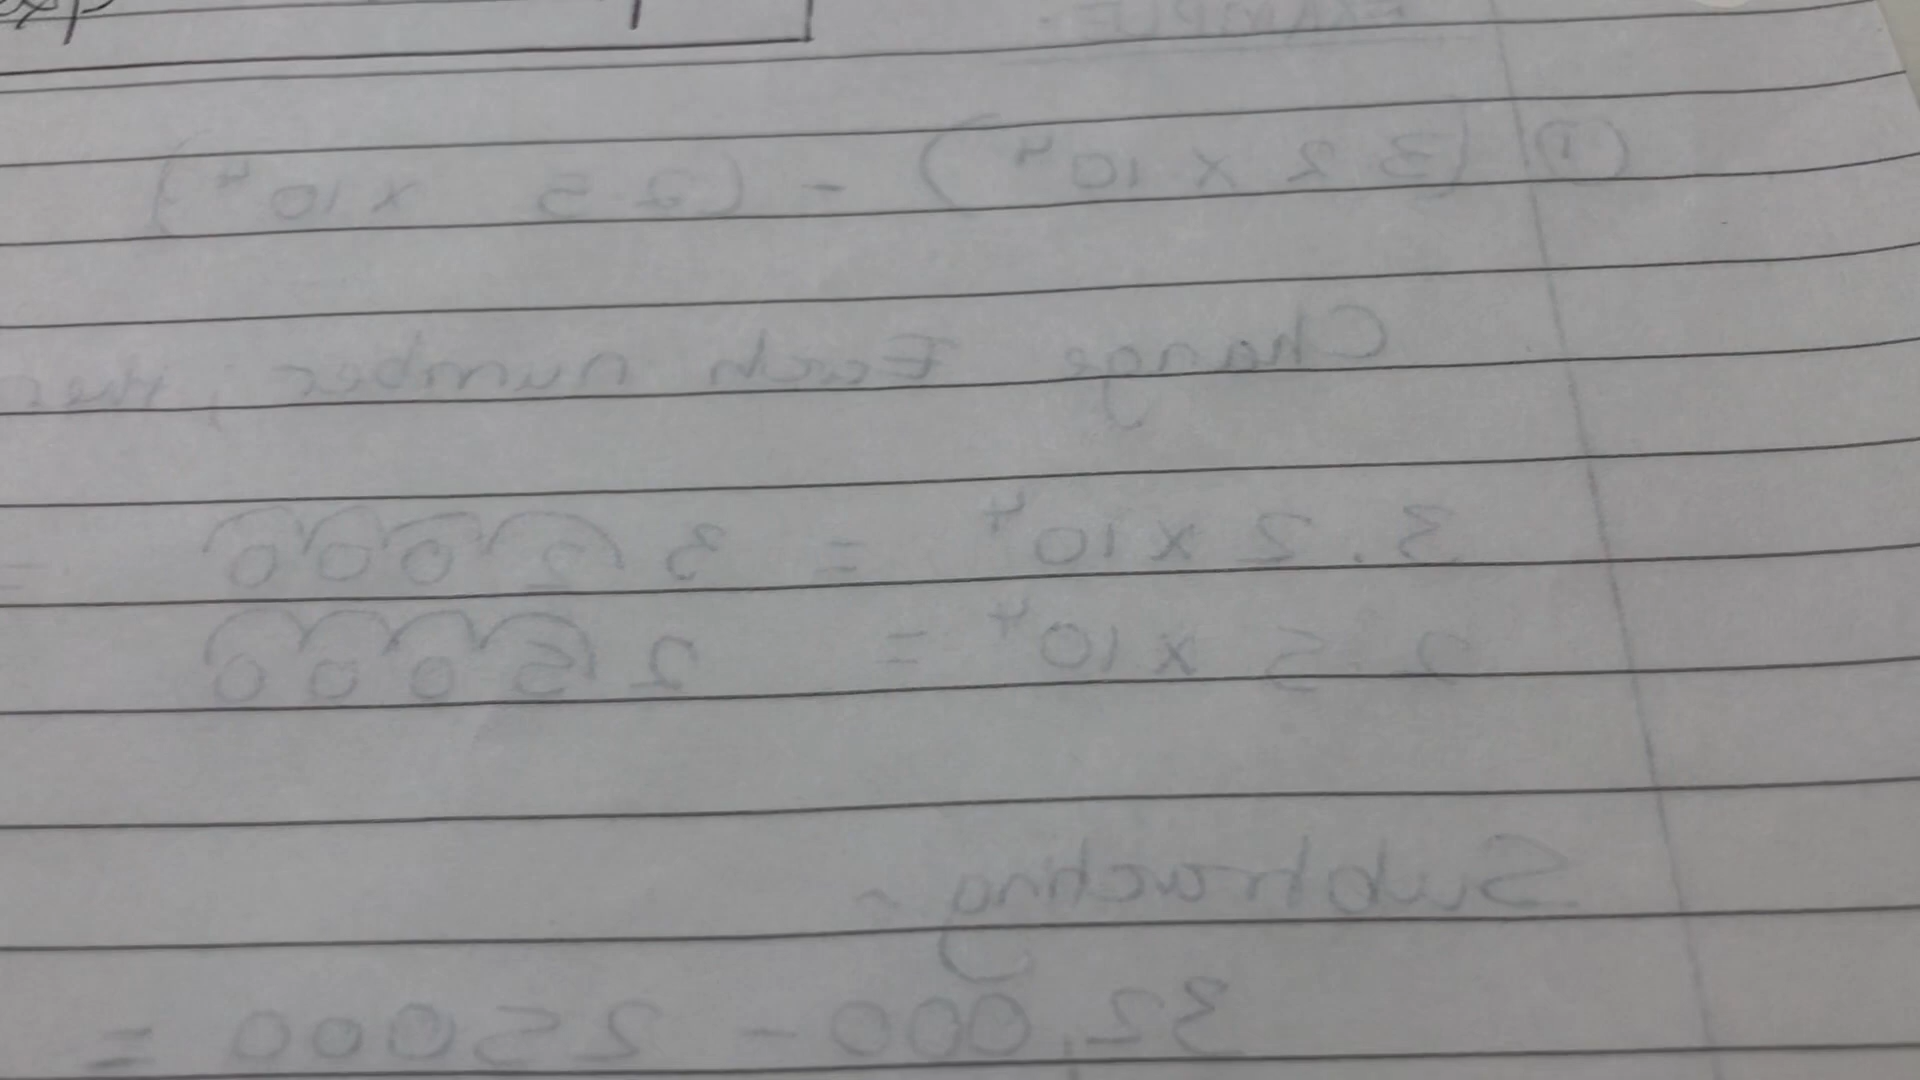 EXAMPLE:
① (3 2 × 10⁴) - (2.5 × 10⁴)
Change Each number,
3.2 × 10⁴ = 32000 =
2.5 × 10⁴ = 25000
Subtracting -
32,000 - 25000 =